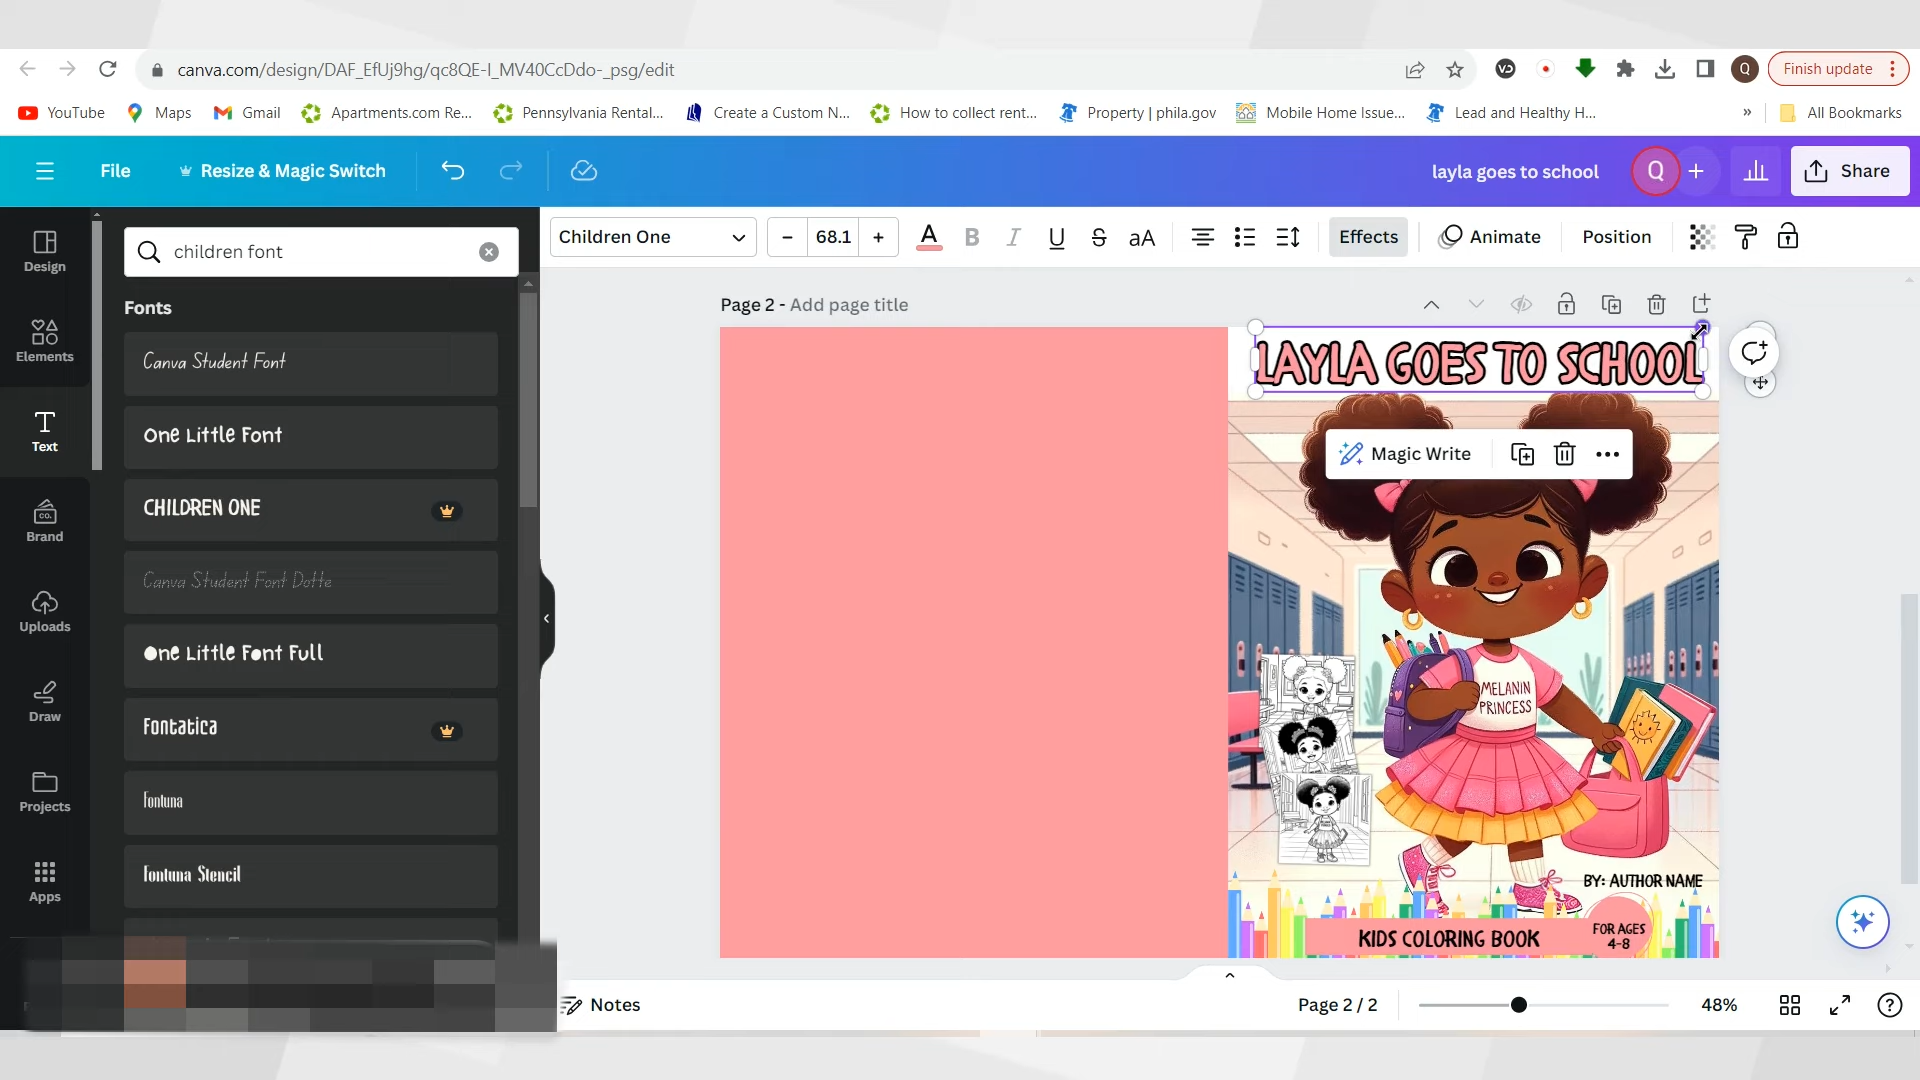 canva.com/design/DAF_EfUj9hg/qc8QE-I_MV40CcDdo-_psg/edit
VD
Q
Finish update
YouTube
Maps
Gmail
Apartments.com Re...
Pennsylvania Rental...
Create a Custom N...
How to collect rent...
Property | phila.gov
Mobile Home Issue...
Lead and Healthy H...
»
All Bookmarks
File
Resize & Magic Switch
layla goes to school
Q
+
Share
Design
Elements
Text
Brand
Uploads
Draw
Projects
Apps
children font
Fonts
Canva Student Font
One Little Font
CHILDREN ONE
Canva Student Font Dotte
One Little Font Full
Fontatica
Fontuna
Fontuna Stencil
Children One
– 68.1 +
A
B
I
U
S
aA
Effects
Animate
Position
Page 2 - Add page title
LAYLA GOES TO SCHOOL
Magic Write
MELANIN
PRINCESS
BY: AUTHOR NAME
KIDS COLORING BOOK
FOR AGES
4-8
Notes
Page 2 / 2
48%
?